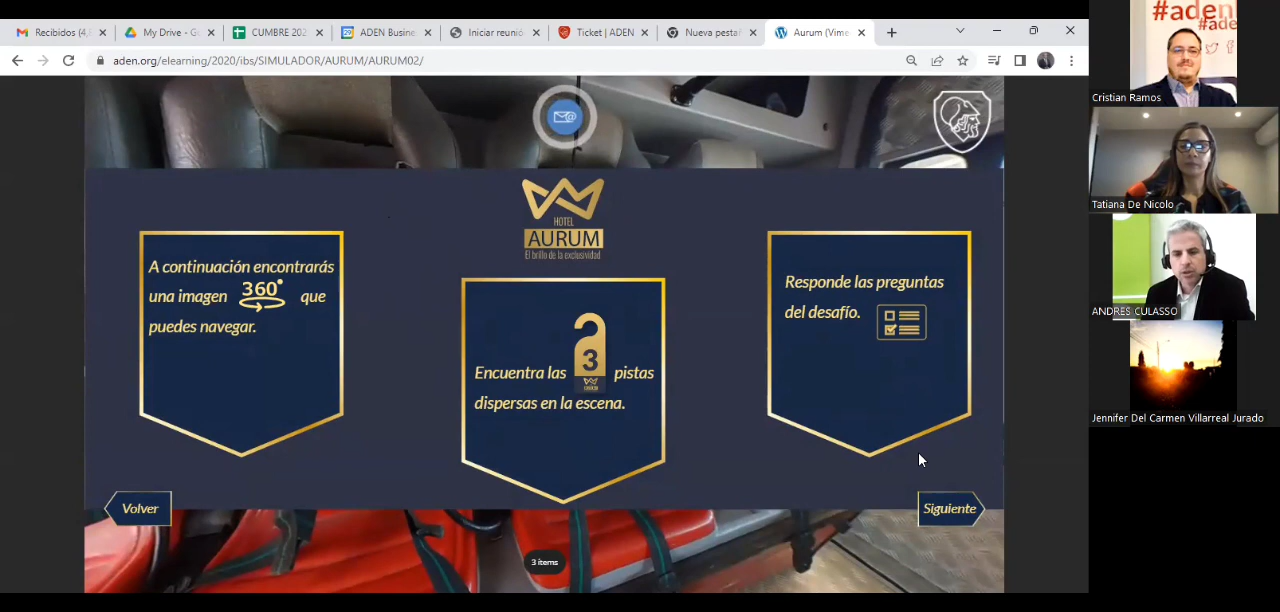 Recibidos (4,
My Drive - G
CUMBRE 202
ADEN Busine
Iniciar reunió
Ticket | ADEN
Nueva pesta
Aurum (Vime
aden.org/elearning/2020/ibs/SIMULADOR/AURUM/AURUM02/
HOTEL
AURUM
El brillo de la exclusividad
A continuación encontrarás
una imagen 360° que
puedes navegar.
Encuentra las 3 pistas
dispersas en la escena.
Responde las preguntas
del desafío.
Volver
Siguiente
3 items
#aden
#ade
Cristian Ramos
Tatiana De Nicolo
ANDRES CULASSO
Jennifer Del Carmen Villarreal Jurado